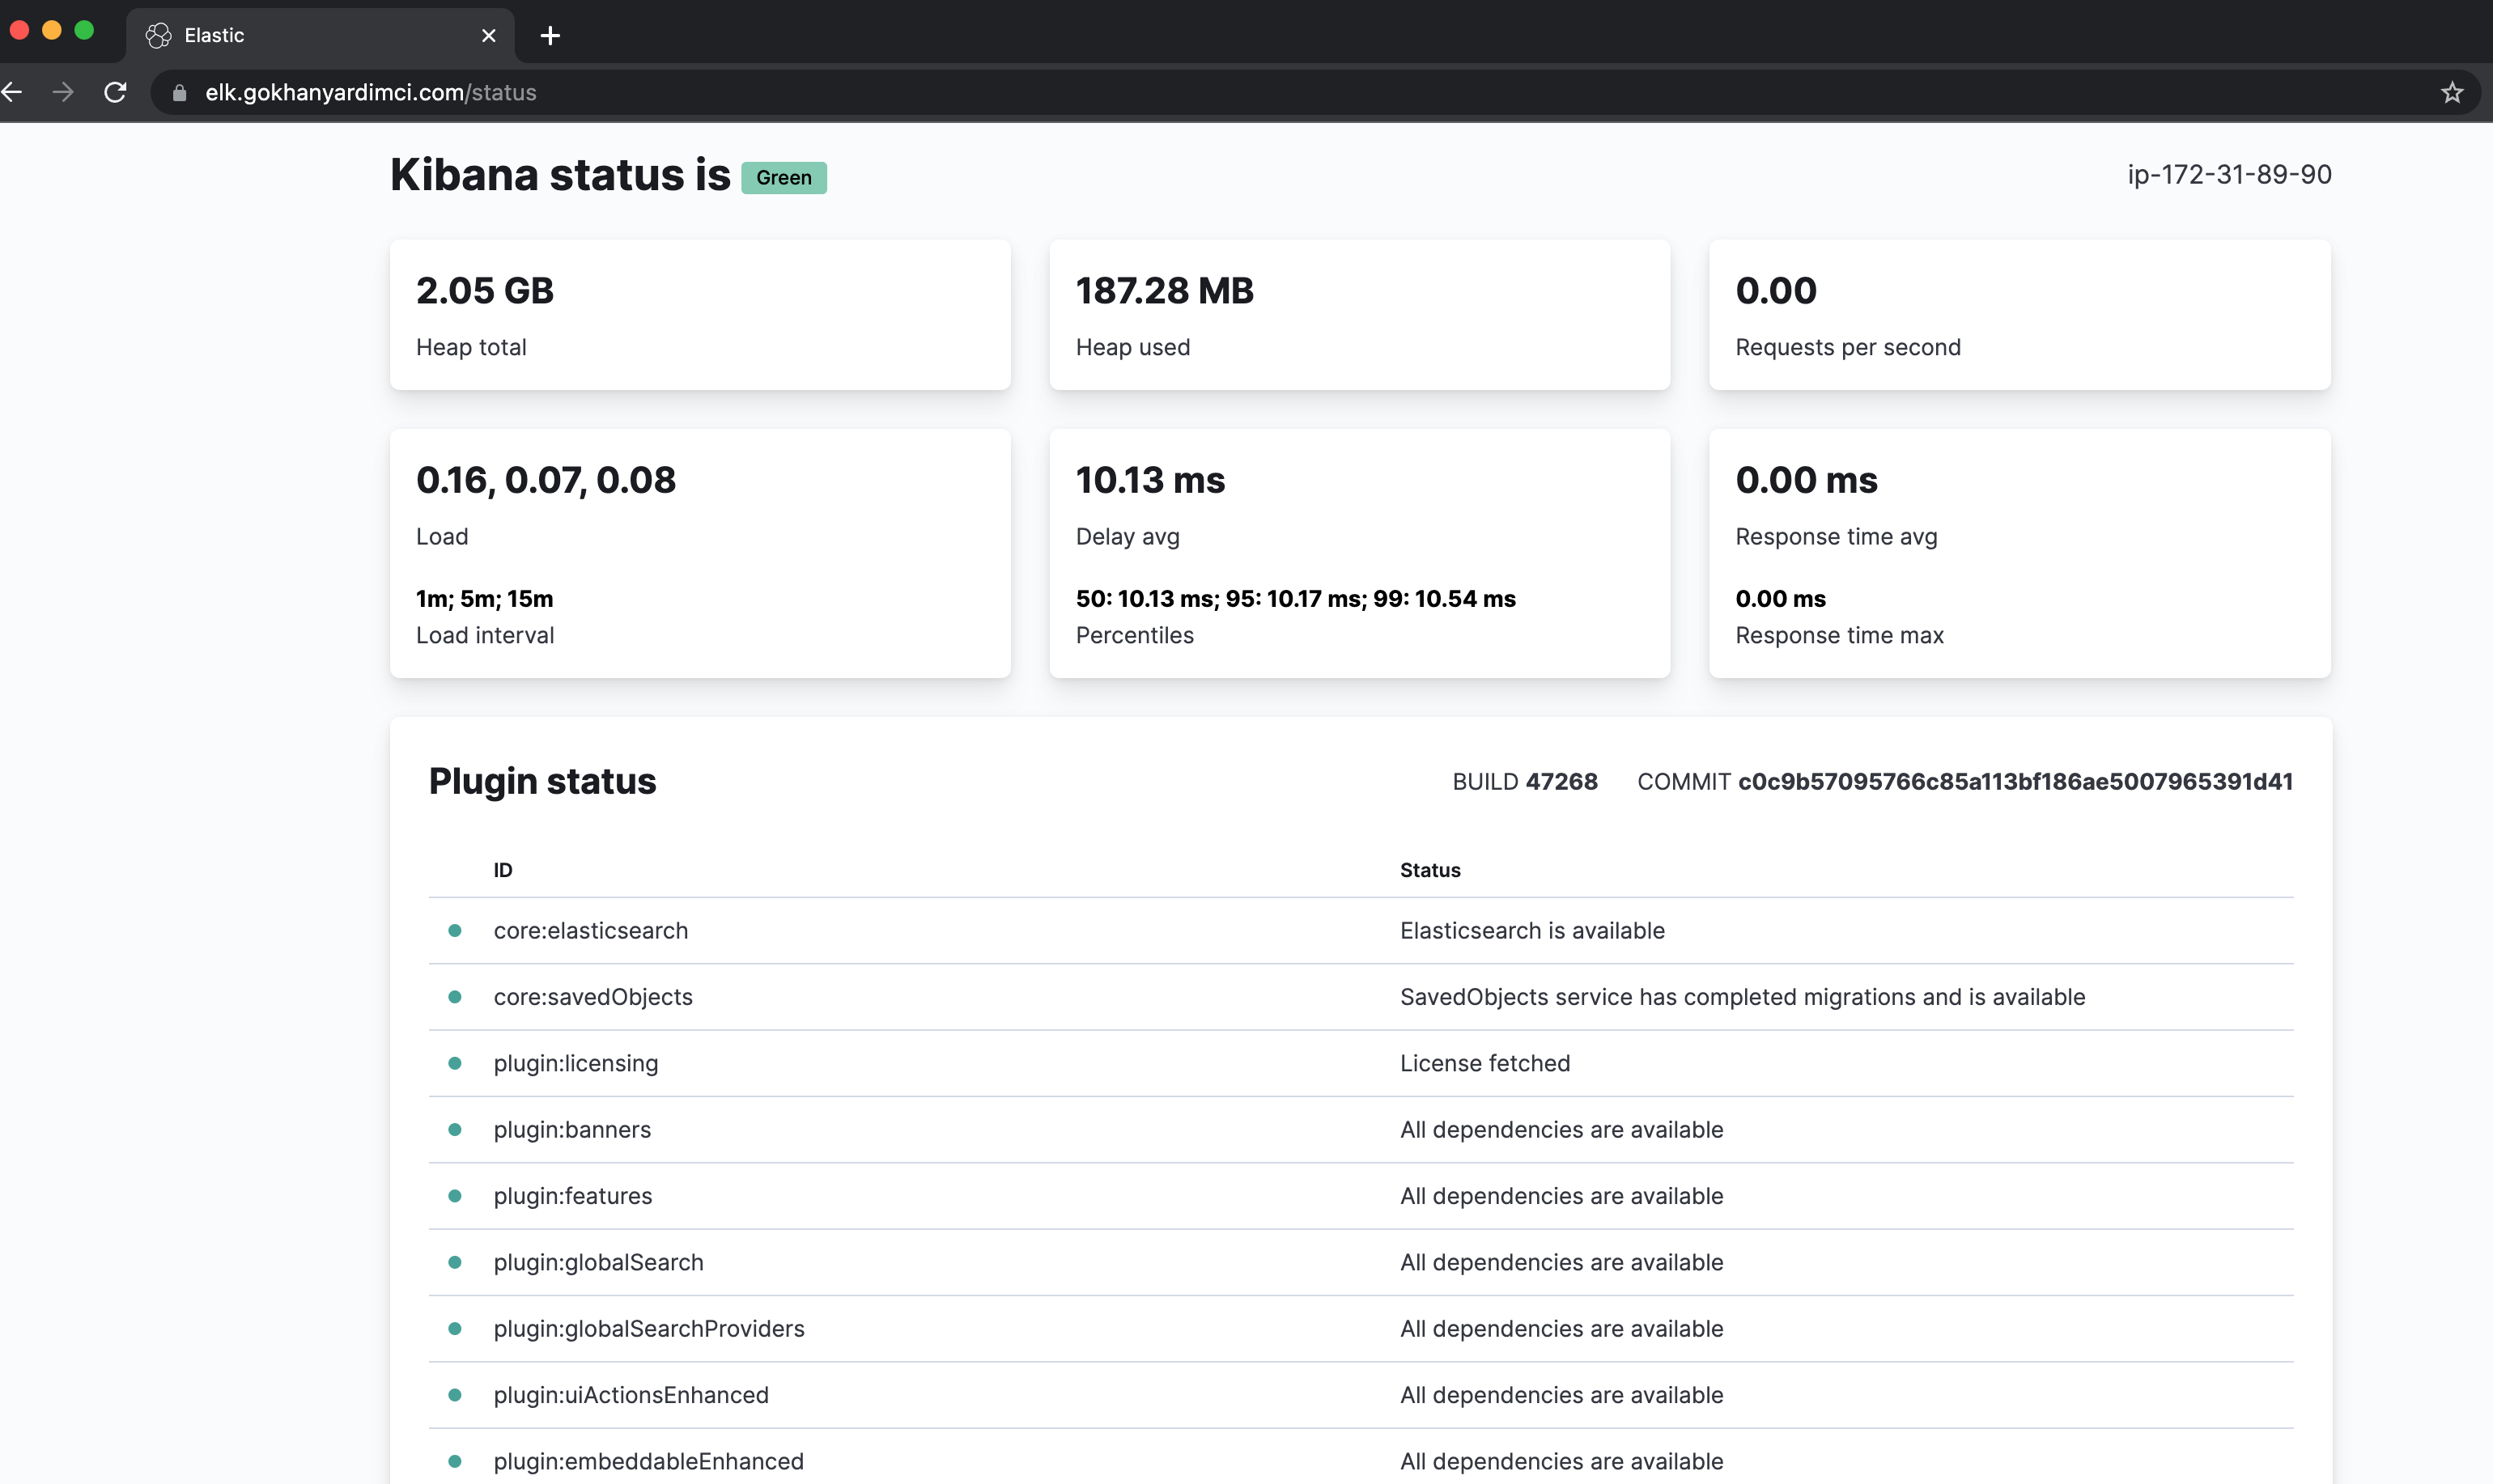 Elastic
elk.gokhanyardimci.com/status
Kibana status is Green
ip-172-31-89-90
2.05 GB
Heap total
187.28 MB
Heap used
0.00
Requests per second
0.16, 0.07, 0.08
Load
1m; 5m; 15m
Load interval
10.13 ms
Delay avg
50: 10.13 ms; 95: 10.17 ms; 99: 10.54 ms
Percentiles
0.00 ms
Response time avg
0.00 ms
Response time max
Plugin status
BUILD 47268 COMMIT c0c9b57095766c85a113bf186ae5007965391d41
ID Status
core:elasticsearch Elasticsearch is available
core:savedObjects SavedObjects service has completed migrations and is available
plugin:licensing License fetched
plugin:banners All dependencies are available
plugin:features All dependencies are available
plugin:globalSearch All dependencies are available
plugin:globalSearchProviders All dependencies are available
plugin:uiActionsEnhanced All dependencies are available
plugin:embeddableEnhanced All dependencies are available